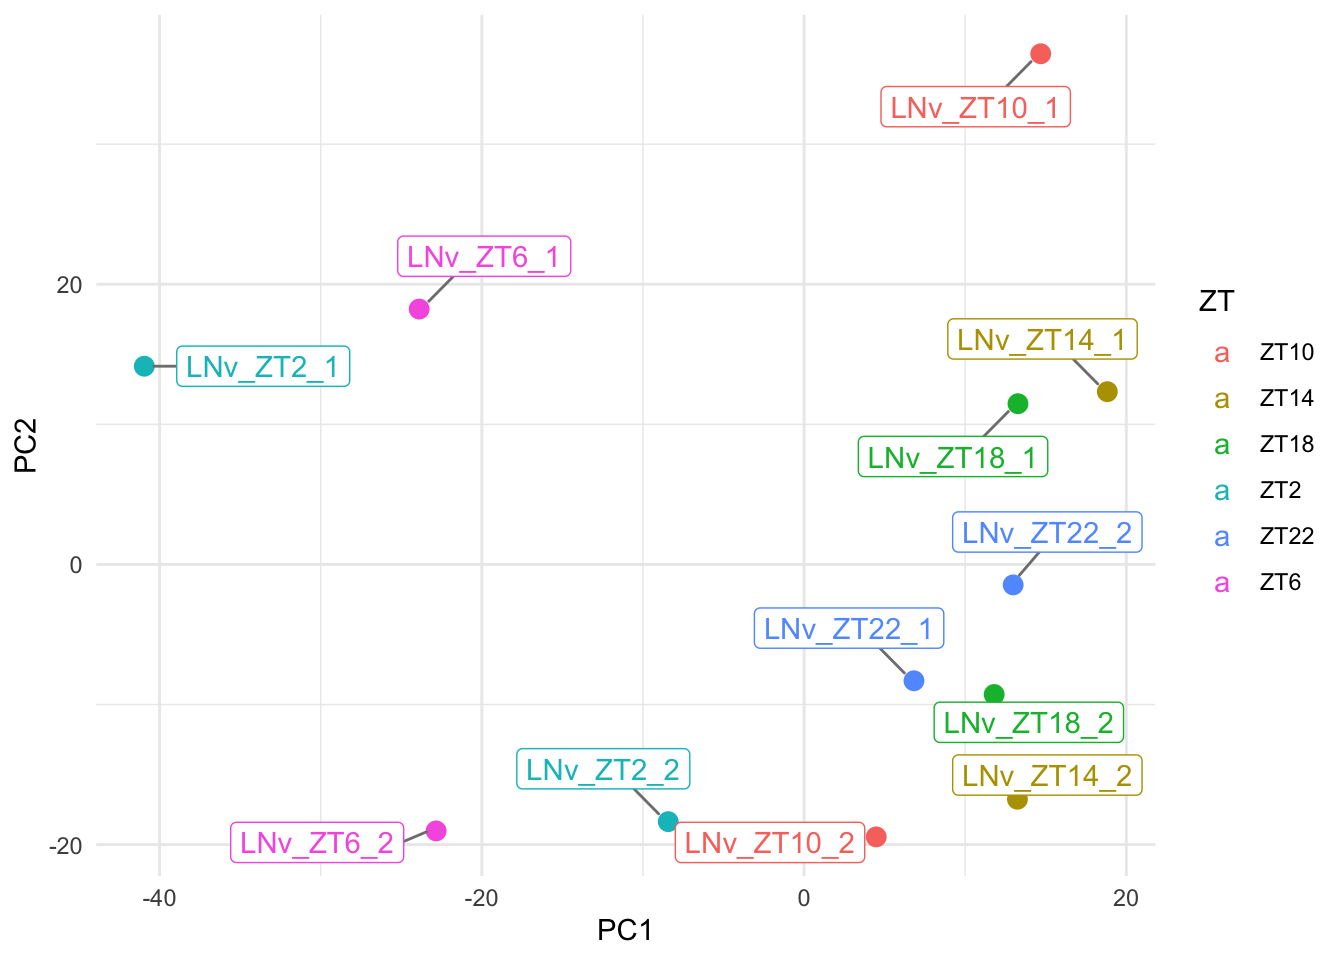 LNv_ZT10_1
LNv_ZT6_1
20
ZT
LNv_ZT14_1
LNv_ZT2_1
ZT10
a
ZT14
a
LNv_ZT18_1
ZT18
a
PC2
ZT2
a
LNv_ZT22_2
ZT22
a
0
ZT6
a
LNv_ZT22_1
LNv_ZT18_2
LNv_ZT2_2
LNv_ZT14_2
LNv_ZT6_2
LNv_ZT10_2
-20
-40
-20
0
20
PC1